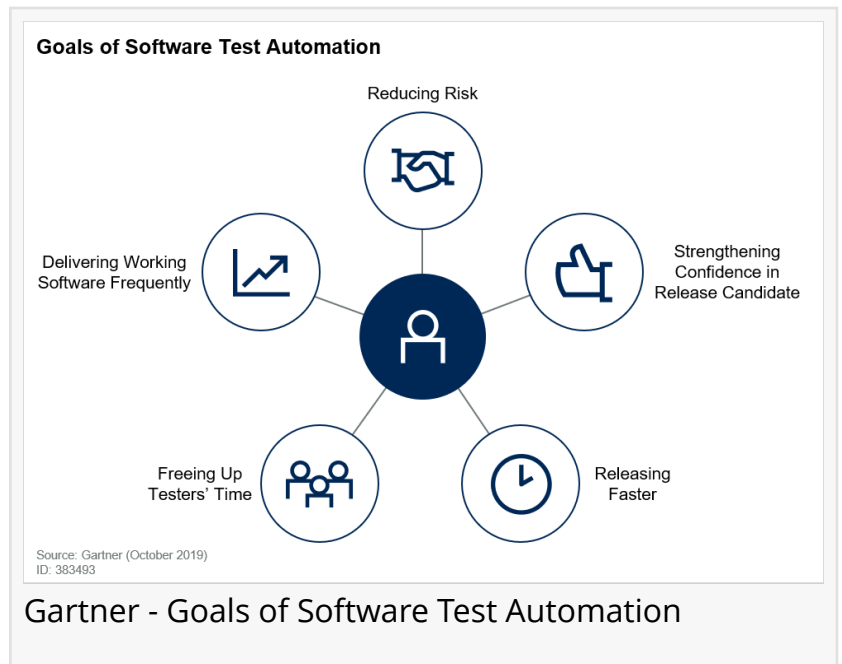 Goals of Software Test Automation
Reducing Risk
Delivering Working
Software Frequently
Strengthening
Confidence in
Release Candidate
Freeing Up
Testers' Time
Releasing
Faster
Source: Gartner (October 2019)
ID: 383493
Gartner - Goals of Software Test Automation